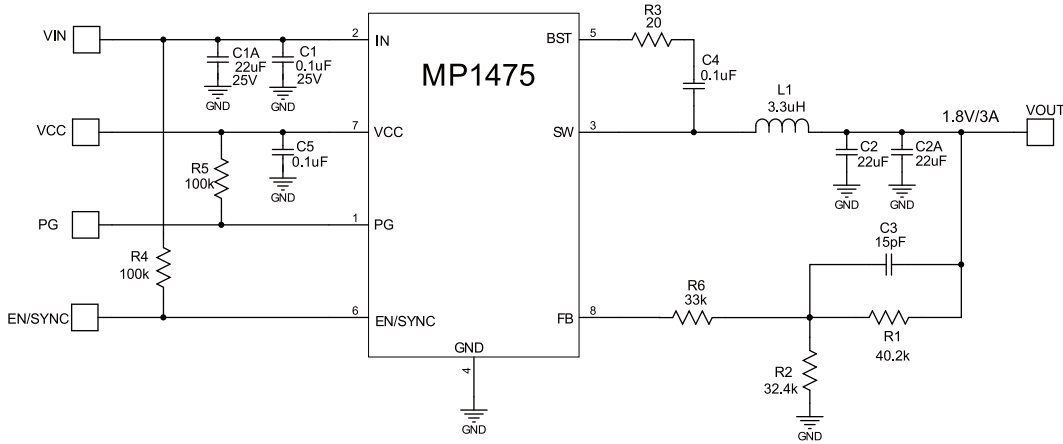 VIN
2
IN
C1A
22uF
25V
GND
C1
0.1uF
25V
GND
MP1475
BST
5
R3
20
C4
0.1uF
VCC
7
VCC
C5
0.1uF
GND
R5
100k
SW
3
L1
3.3uH
1.8V/3A
VOUT
C2
22uF
GND
C2A
22uF
GND
PG
1
PG
R4
100k
C3
15pF
EN/SYNC
6
EN/SYNC
FB
8
R6
33k
R1
40.2k
R2
32.4k
GND
GND
4
GND